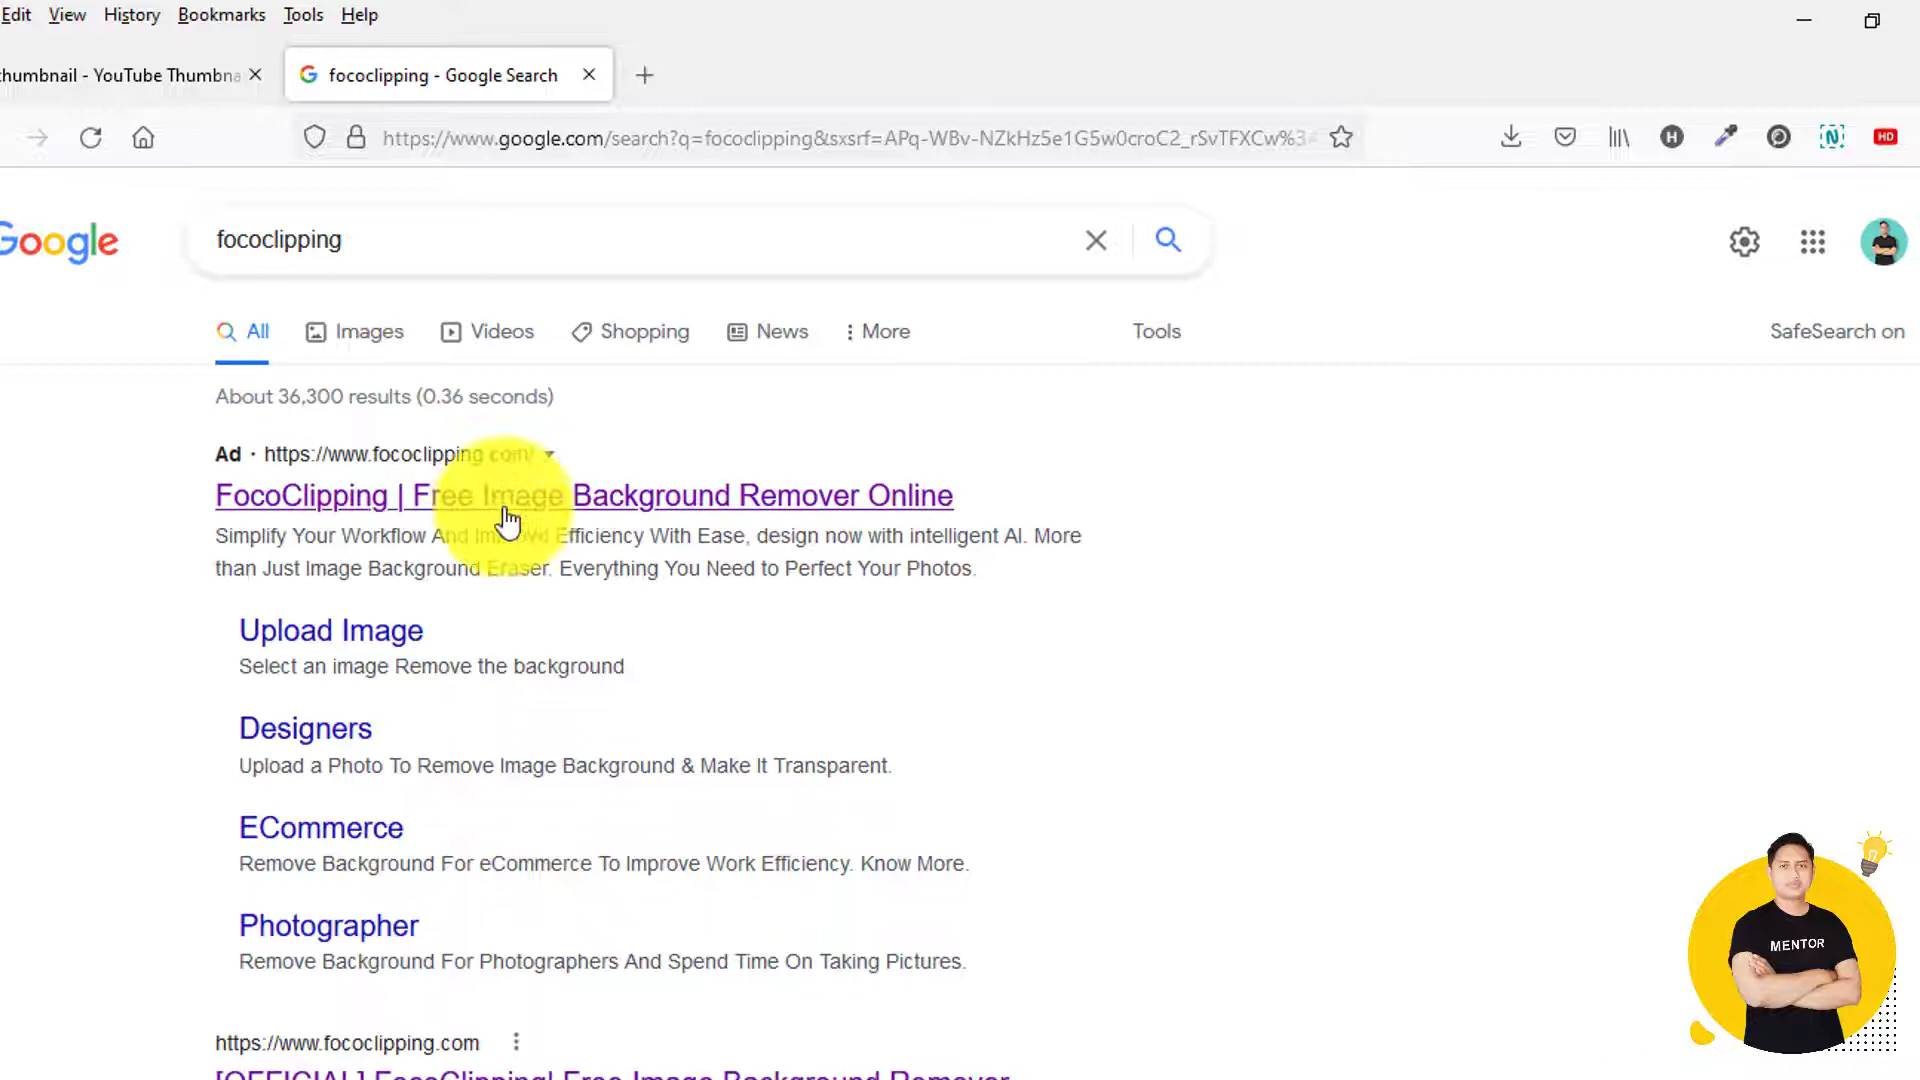 Edit View History Bookmarks Tools Help
thumbnail - YouTube Thumbna
fococlipping - Google Search
https://www.google.com/search?q=fococlipping&sxsrf=APq-WBv-NZkHz5e1G5w0croC2_rSvTFXCw%3
H
N
HD
Google
fococlipping
All Images Videos Shopping News More Tools SafeSearch on
About 36,300 results (0.36 seconds)
Ad · https://www.fococlipping.com/
FocoClipping | Free Image Background Remover Online
Simplify Your Workflow And Improvd Efficiency With Ease, design now with intelligent AI. More
than Just Image Background Eraser. Everything You Need to Perfect Your Photos.
Upload Image
Select an image Remove the background
Designers
Upload a Photo To Remove Image Background & Make It Transparent.
ECommerce
Remove Background For eCommerce To Improve Work Efficiency. Know More.
Photographer
Remove Background For Photographers And Spend Time On Taking Pictures.
MENTOR
https://www.fococlipping.com
[OFFICIAL] FocoClipping| Free Image Background Remover